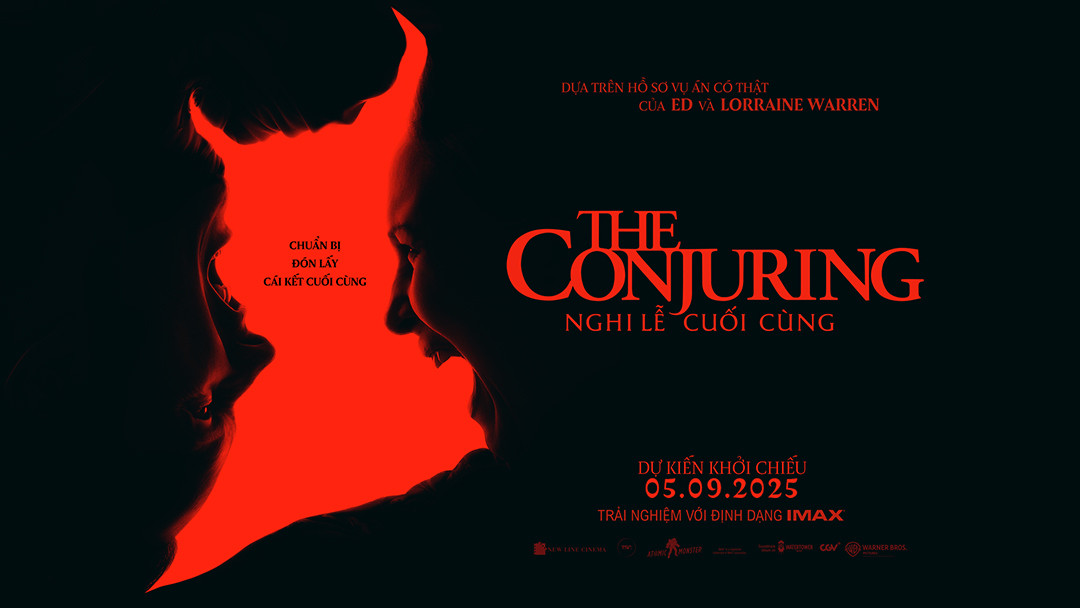 DỰA TRÊN HỒ SƠ VỤ ÁN CÓ THẬT
CỦA ED VÀ LORRAINE WARREN
CHUẨN BỊ
ĐÓN LẤY
CÁI KẾT CUỐI CÙNG
THE
CONJURING
NGHI LỄ CUỐI CÙNG
DỰ KIẾN KHỞI CHIẾU
05.09.2025
TRẢI NGHIỆM VỚI ĐỊNH DẠNG IMAX
NEW LINE CINEMA
ATOMIC MONSTER
CGV
WARNER BROS.